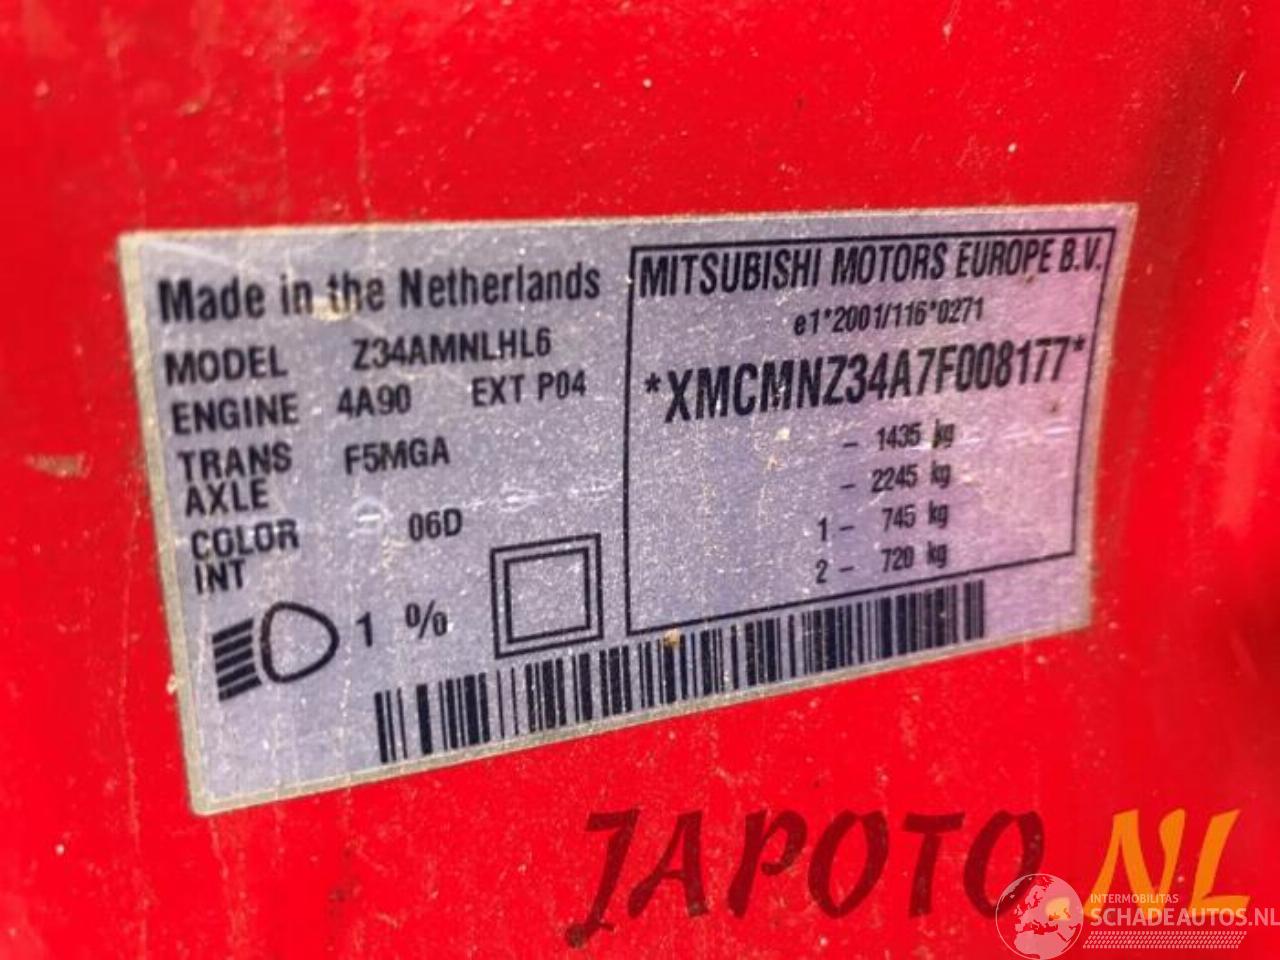 Made in the Netherlands
MODEL Z34AMNLHL6
ENGINE 4A90 EXT P04
TRANS F5MGA
AXLE
COLOR 06D
INT
1 %
MITSUBISHI MOTORS EUROPE B.V.
e1*2001/116*0271
*XMCMNZ34A7F008177*
- 1435 kg
- 2245 kg
1 - 745 kg
2 - 720 kg
JAPOTO.NL
INTERMOBILITAS
SCHADEAUTOS.NL